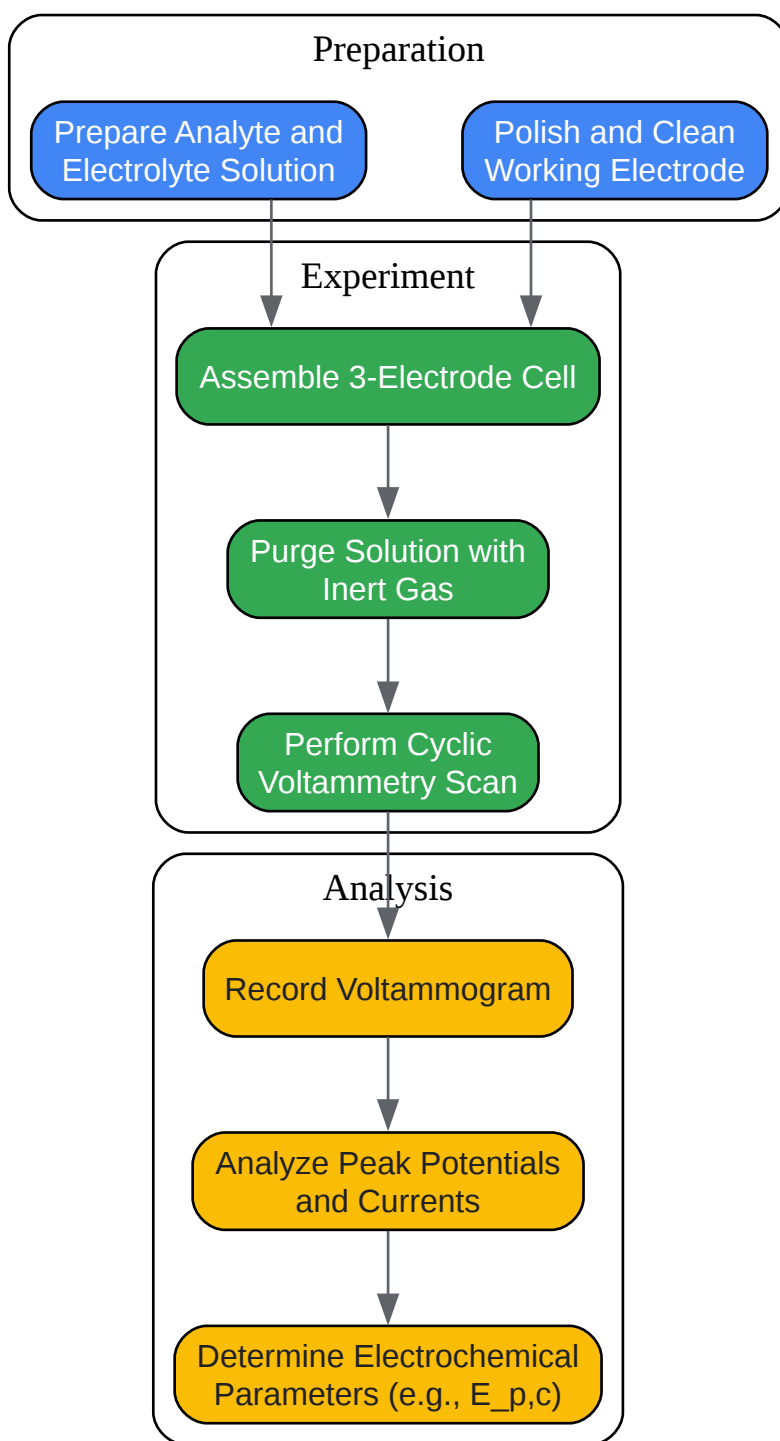 Preparation
Prepare Analyte and
Electrolyte Solution
Polish and Clean
Working Electrode
Experiment
Assemble 3-Electrode Cell
Purge Solution with
Inert Gas
Perform Cyclic
Voltammetry Scan
Analysis
Record Voltammogram
Analyze Peak Potentials
and Currents
Determine Electrochemical
Parameters (e.g., E_p,c)